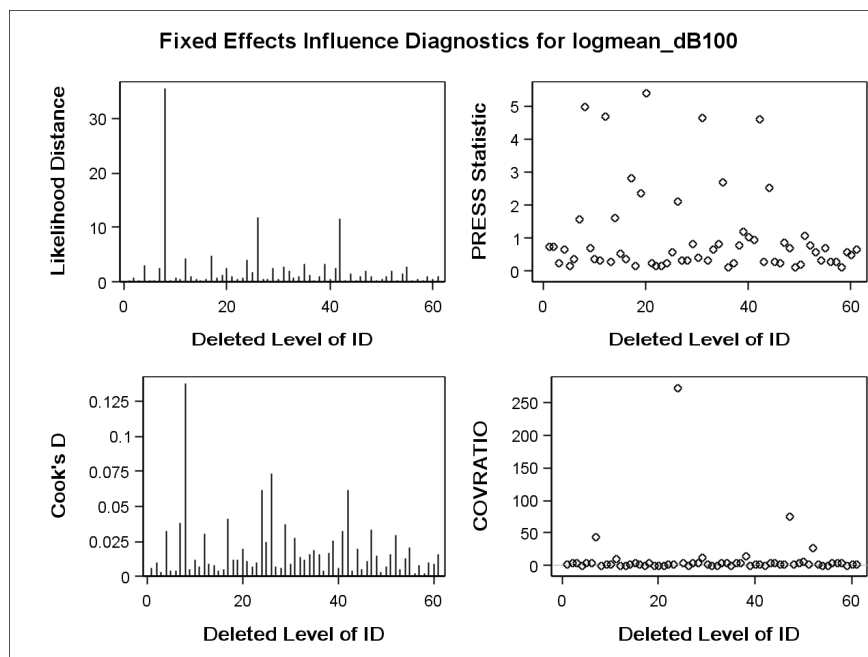 Fixed Effects Influence Diagnostics for logmean_dB100
Likelihood Distance
30
20
10
0
0 20 40 60
Deleted Level of ID
PRESS Statistic
5
4
3
2
1
0
0 20 40 60
Deleted Level of ID
Cook's D
0.125
0.1
0.075
0.05
0.025
0
0 20 40 60
Deleted Level of ID
COVRATIO
250
200
150
100
50
0
0 20 40 60
Deleted Level of ID